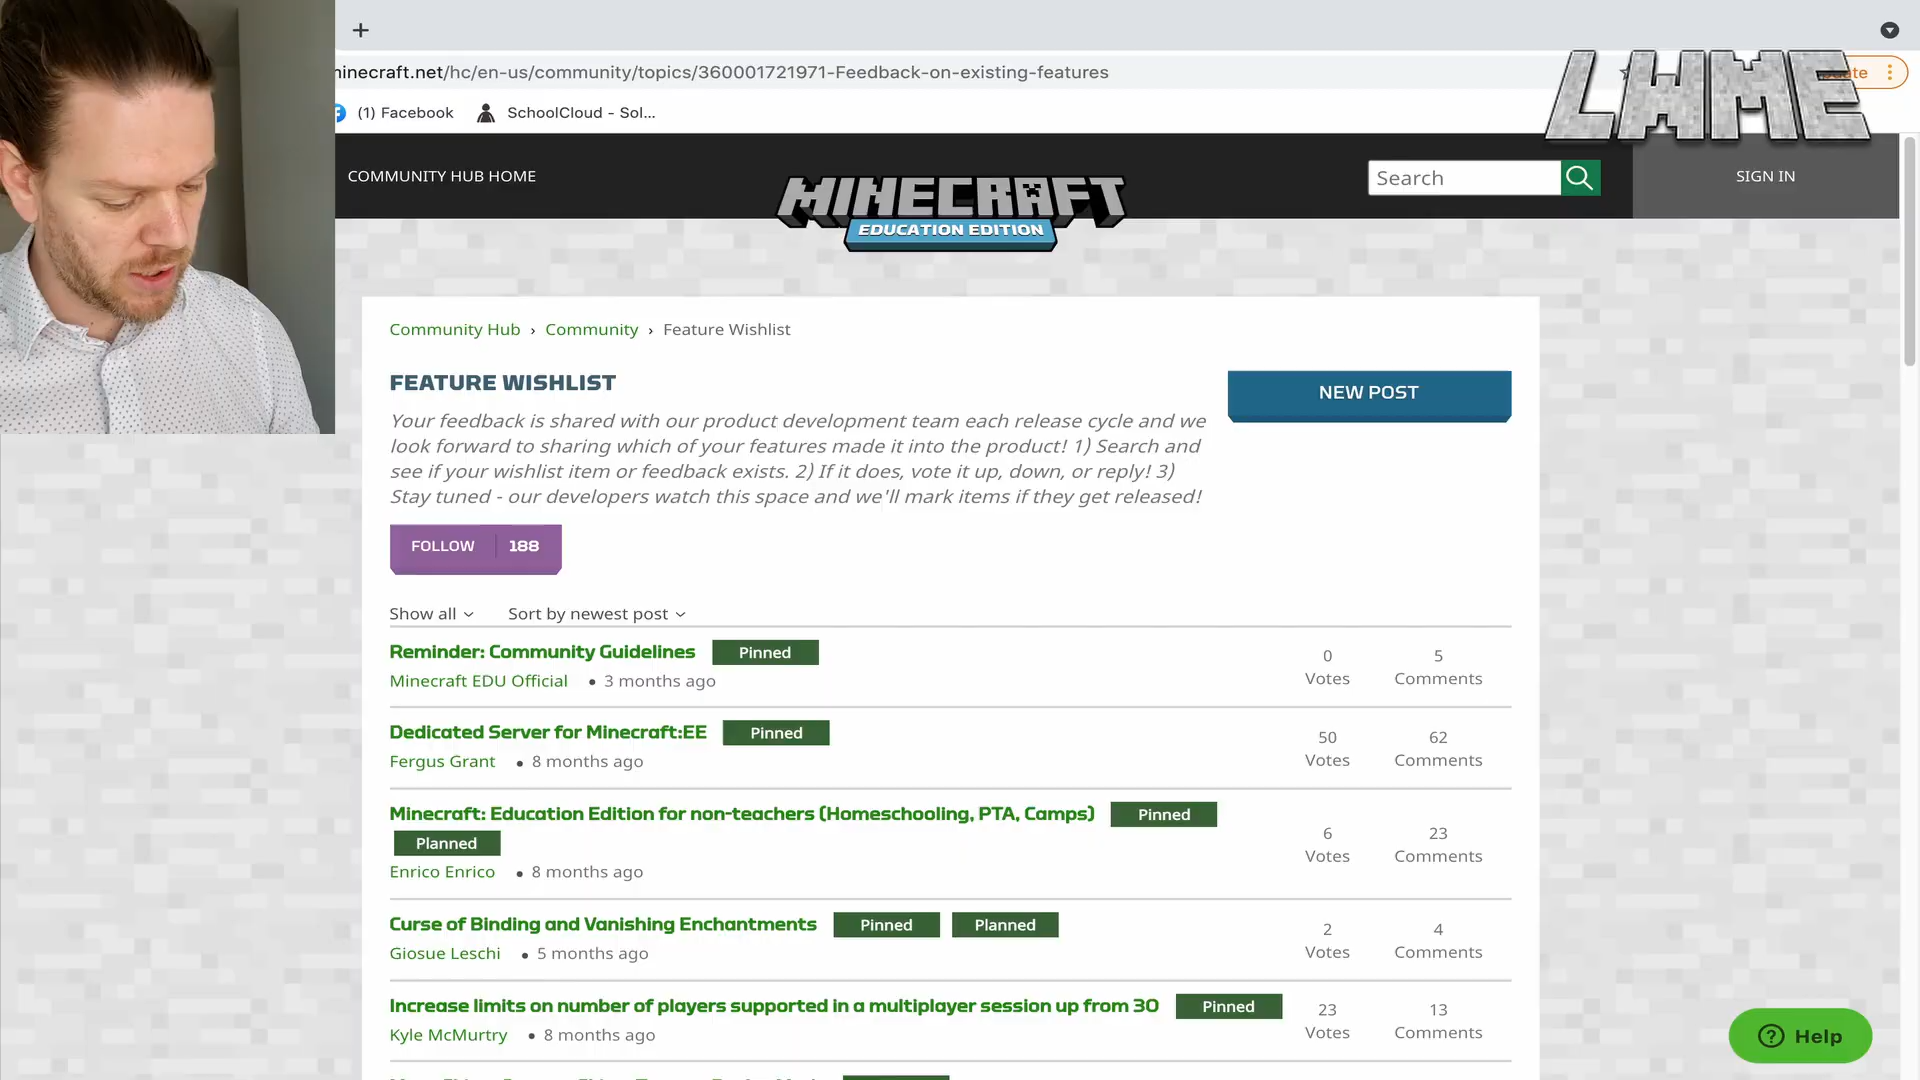 minecraft.net/hc/en-us/community/topics/360001721971-Feedback-on-existing-features
LWME
(1) Facebook
SchoolCloud - Sol...
COMMUNITY HUB HOME
MINECRAFT
EDUCATION EDITION
Search
SIGN IN
Community Hub › Community › Feature Wishlist
FEATURE WISHLIST
NEW POST
Your feedback is shared with our product development team each release cycle and we
look forward to sharing which of your features made it into the product! 1) Search and
see if your wishlist item or feedback exists. 2) If it does, vote it up, down, or reply! 3)
Stay tuned - our developers watch this space and we'll mark items if they get released!
FOLLOW 188
Show all Sort by newest post
Reminder: Community Guidelines Pinned
Minecraft EDU Official • 3 months ago
0 5
Votes Comments
Dedicated Server for Minecraft:EE Pinned
Fergus Grant • 8 months ago
50 62
Votes Comments
Minecraft: Education Edition for non-teachers (Homeschooling, PTA, Camps) Pinned
Planned
Enrico Enrico • 8 months ago
6 23
Votes Comments
Curse of Binding and Vanishing Enchantments Pinned Planned
Giosue Leschi • 5 months ago
2 4
Votes Comments
Increase limits on number of players supported in a multiplayer session up from 30 Pinned
Kyle McMurtry • 8 months ago
23 13
Votes Comments
Help